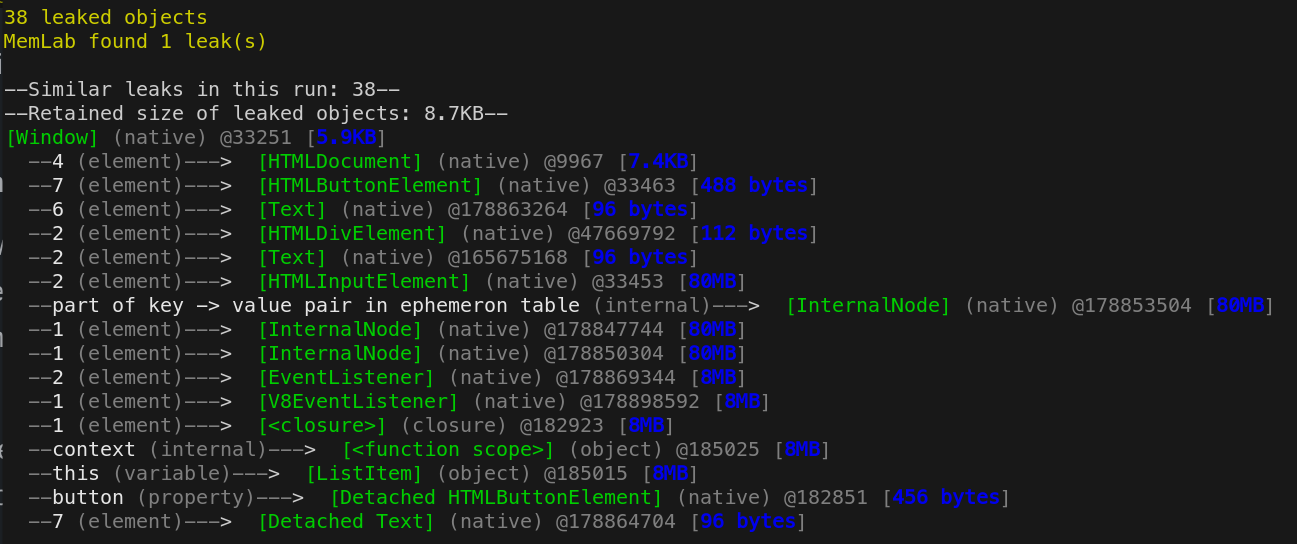 38 leaked objects
MemLab found 1 leak(s)
--Similar leaks in this run: 38--
--Retained size of leaked objects: 8.7KB--
[Window] (native) @33251 [5.9KB]
--4 (element)---> [HTMLDocument] (native) @9967 [7.4KB]
--7 (element)---> [HTMLButtonElement] (native) @33463 [488 bytes]
--6 (element)---> [Text] (native) @178863264 [96 bytes]
--2 (element)---> [HTMLDivElement] (native) @47669792 [112 bytes]
--2 (element)---> [Text] (native) @165675168 [96 bytes]
--2 (element)---> [HTMLInputElement] (native) @33453 [80MB]
--part of key -> value pair in ephemeron table (internal)---> [InternalNode] (native) @178853504 [80MB]
--1 (element)---> [InternalNode] (native) @178847744 [80MB]
--1 (element)---> [InternalNode] (native) @178850304 [80MB]
--2 (element)---> [EventListener] (native) @178869344 [8MB]
--1 (element)---> [V8EventListener] (native) @178898592 [8MB]
--1 (element)---> [<closure>] (closure) @182923 [8MB]
--context (internal)---> [<function scope>] (object) @185025 [8MB]
--this (variable)---> [ListItem] (object) @185015 [8MB]
--button (property)---> [Detached HTMLButtonElement] (native) @182851 [456 bytes]
--7 (element)---> [Detached Text] (native) @178864704 [96 bytes]